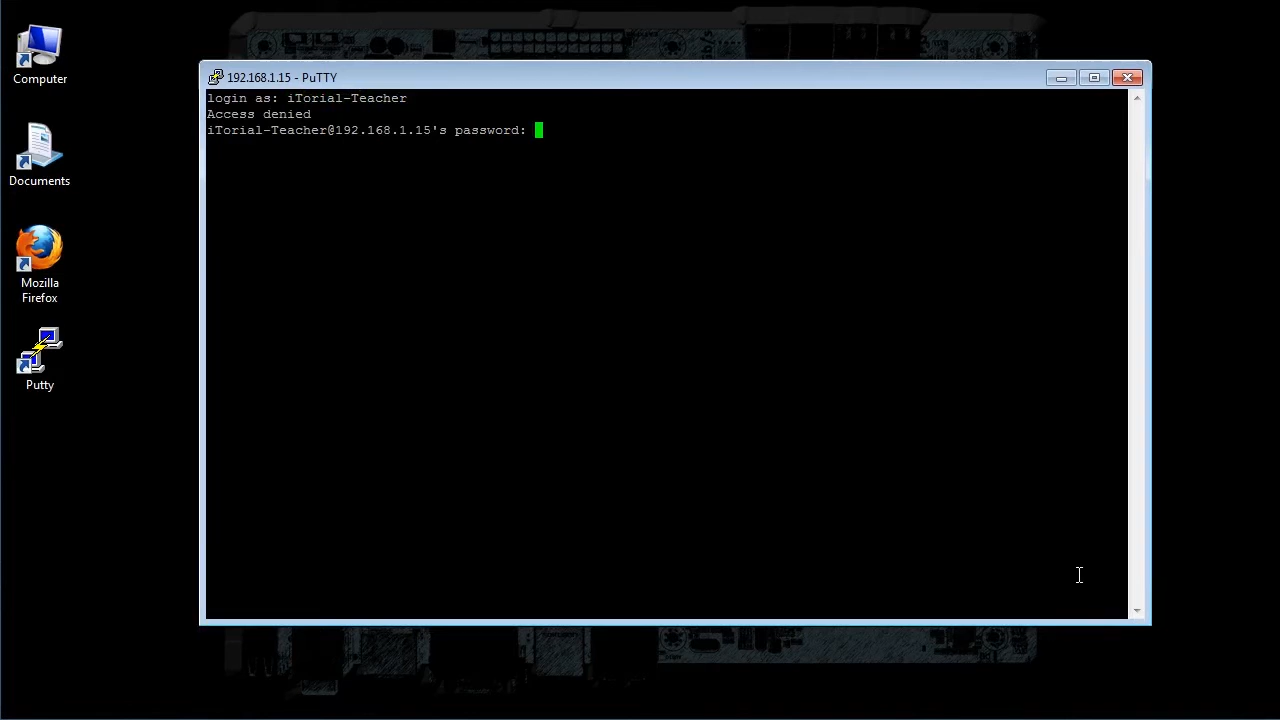 Computer
Documents
Mozilla
Firefox
Putty
192.168.1.15 - PuTTY
login as: iTorial-Teacher
Access denied
iTorial-Teacher@192.168.1.15's password: